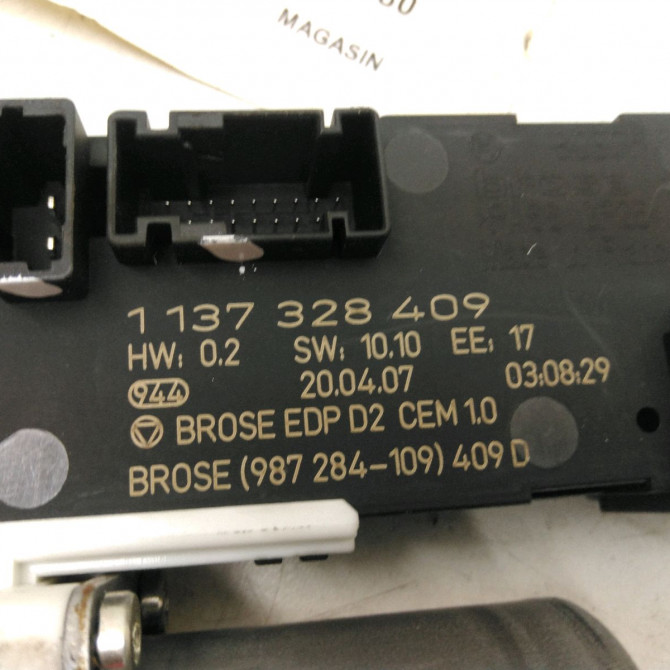 MAGASIN
1 137 328 409
HW: 0.2 SW: 10.10 EE: 17
944 20.04.07 03:08:29
BROSE EDP D2 CEM 1.0
BROSE (987 284-109) 409 D